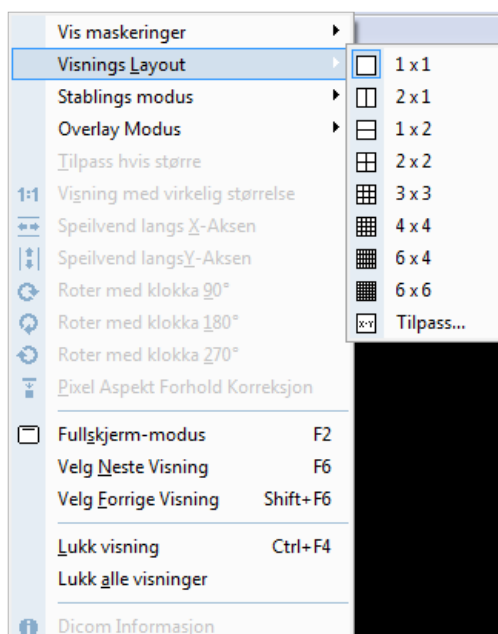 Vis maskeringer
Visnings Layout
Stablings modus
Overlay Modus
Tilpass hvis større
1:1 Visning med virkelig størrelse
Speilvend langs X-Aksen
Speilvend langsY-Aksen
Roter med klokka 90°
Roter med klokka 180°
Roter med klokka 270°
Pixel Aspekt Forhold Korreksjon
Fullskjerm-modus F2
Velg Neste Visning F6
Velg Forrige Visning Shift+F6
Lukk visning Ctrl+F4
Lukk alle visninger
Dicom Informasjon
1 x 1
2 x 1
1 x 2
2 x 2
3 x 3
4 x 4
6 x 4
6 x 6
x-Y Tilpass...